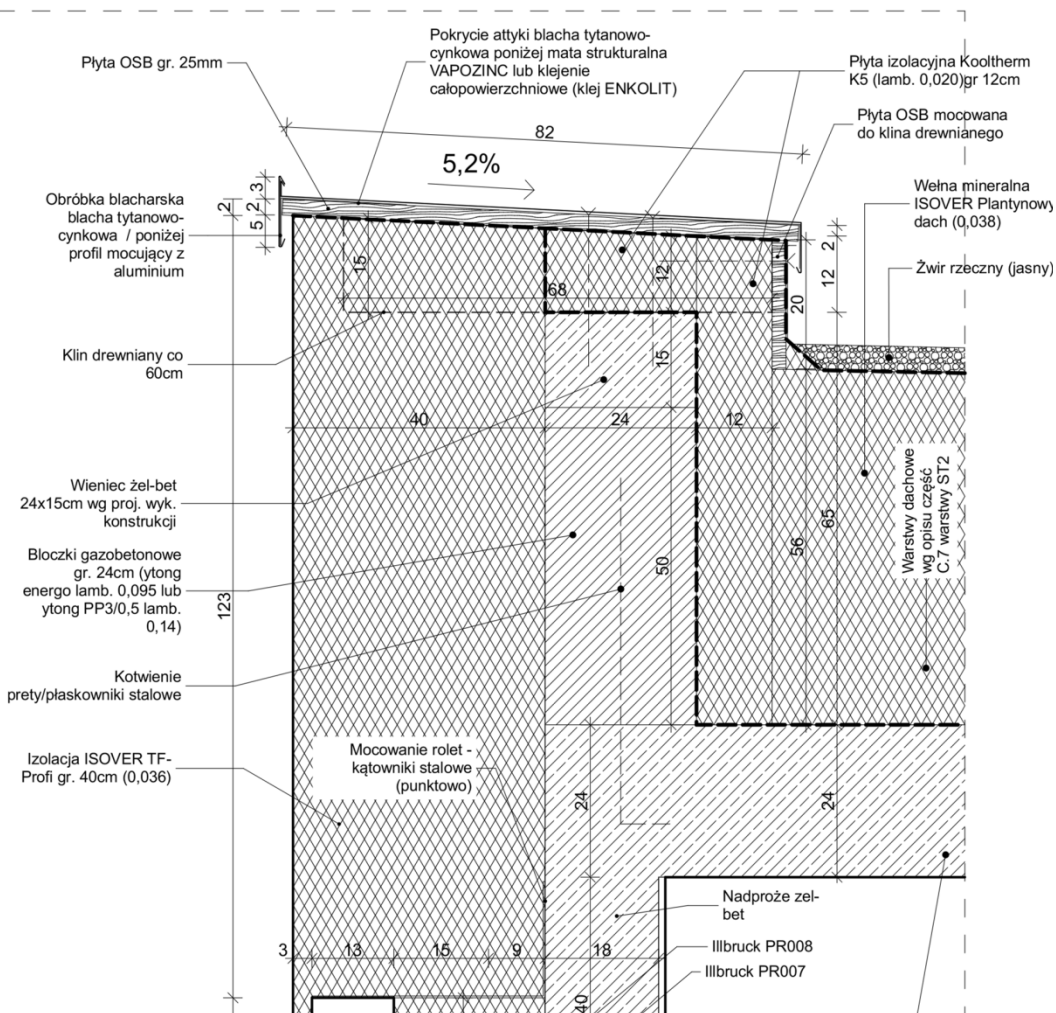 Płyta OSB gr. 25mm
Pokrycie attyki blacha tytanowo-
cynkowa poniżej mata strukturalna
VAPOZINC lub klejenie
całopowierzchniowe (klej ENKOLIT)
Płyta izolacyjna Kooltherm
K5 (lamb. 0,020)gr 12cm
Płyta OSB mocowana
do klina drewnianego
Wełna mineralna
ISOVER Plantynowy
dach (0,038)
Żwir rzeczny (jasny)
82
5,2%
Obróbka blacharska
blacha tytanowo-
cynkowa / poniżej
profil mocujący z
aluminium
2
3
2
5
15
68
12
15
20
2
12
Klin drewniany co
60cm
40
24
12
Wieniec żel-bet
24x15cm wg proj. wyk.
konstrukcji
Bloczki gazobetonowe
gr. 24cm (ytong
energo lamb. 0,095 lub
ytong PP3/0,5 lamb.
0,14)
123
50
56
65
Warstwy dachowe
wg opisu część
C.7 warstwy ST2
Kotwienie
prety/płaskowniki stalowe
Izolacja ISOVER TF-
Profi gr. 40cm (0,036)
Mocowanie rolet -
kątowniki stalowe
(punktowo)
24
24
Nadproże zel-
bet
Illbruck PR008
Illbruck PR007
3
13
15
9
18
40